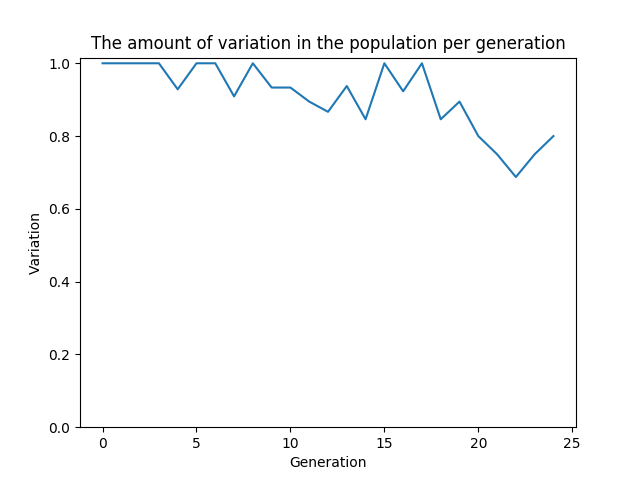 The amount of variation in the population per generation
1.0
0.8
0.6
0.4
0.2
0.0
Variation
0 5 10 15 20 25
Generation